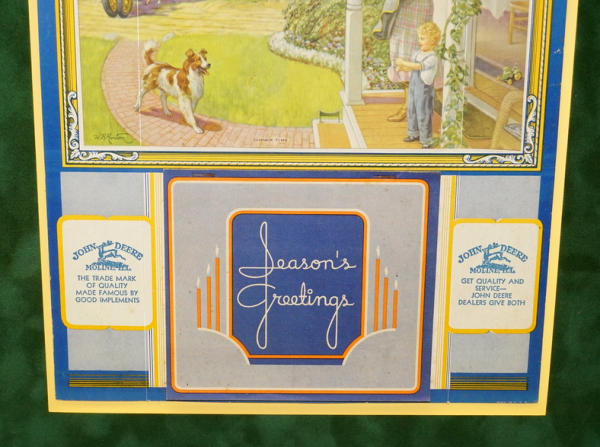 Season's
Greetings
JOHN DEERE
MOLINE, ILL.
THE TRADE MARK
OF QUALITY
MADE FAMOUS BY
GOOD IMPLEMENTS
JOHN DEERE
MOLINE, ILL.
GET QUALITY AND
SERVICE—
JOHN DEERE
DEALERS GIVE BOTH